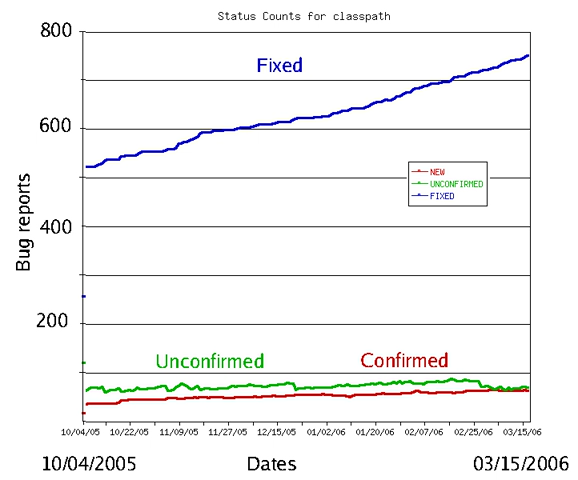 Status Counts for classpath
800
Fixed
600
NEW
UNCONFIRMED
FIXED
Bug reports
400
200
Unconfirmed
Confirmed
10/04/05 10/22/05 11/09/05 11/27/05 12/15/05 01/02/06 01/20/06 02/07/06 02/25/06 03/15/06
10/04/2005 Dates 03/15/2006